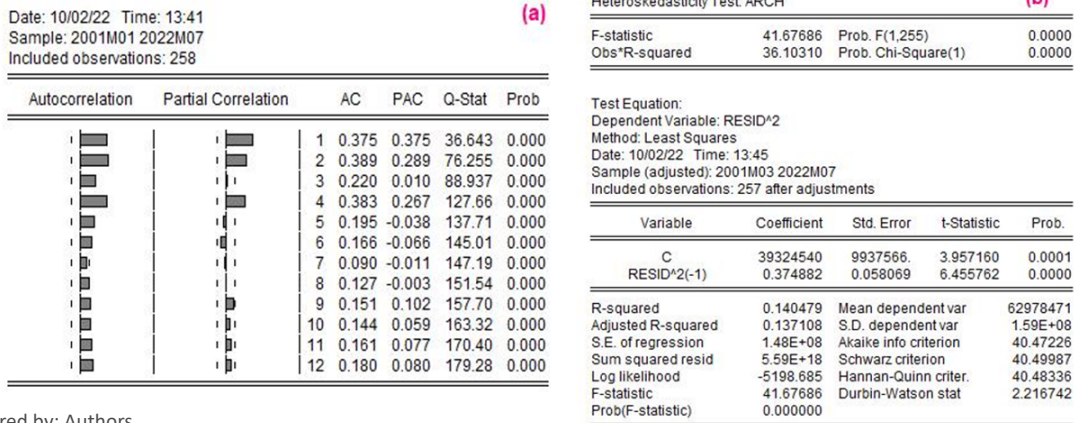 Date: 10/02/22 Time: 13:41
(a)
Sample: 2001M01 2022M07
Included observations: 258
Autocorrelation Partial Correlation AC PAC Q-Stat Prob
1 0.375 0.375 36.643 0.000
2 0.389 0.289 76.255 0.000
3 0.220 0.010 88.937 0.000
4 0.383 0.267 127.66 0.000
5 0.195 -0.038 137.71 0.000
6 0.166 -0.066 145.01 0.000
7 0.090 -0.011 147.19 0.000
8 0.127 -0.003 151.54 0.000
9 0.151 0.102 157.70 0.000
10 0.144 0.059 163.32 0.000
11 0.161 0.077 170.40 0.000
12 0.180 0.080 179.28 0.000
red by: Authors
Heteroskedasticity Test: ARCH
(b)
F-statistic 41.67686 Prob. F(1,255) 0.0000
Obs*R-squared 36.10310 Prob. Chi-Square(1) 0.0000
Test Equation:
Dependent Variable: RESID^2
Method: Least Squares
Date: 10/02/22 Time: 13:45
Sample (adjusted): 2001M03 2022M07
Included observations: 257 after adjustments
Variable Coefficient Std. Error t-Statistic Prob.
C 39324540 9937566. 3.957160 0.0001
RESID^2(-1) 0.374882 0.058069 6.455762 0.0000
R-squared 0.140479 Mean dependent var 62978471
Adjusted R-squared 0.137108 S.D. dependent var 1.59E+08
S.E. of regression 1.48E+08 Akaike info criterion 40.47226
Sum squared resid 5.59E+18 Schwarz criterion 40.49987
Log likelihood -5198.685 Hannan-Quinn criter. 40.48336
F-statistic 41.67686 Durbin-Watson stat 2.216742
Prob(F-statistic) 0.000000